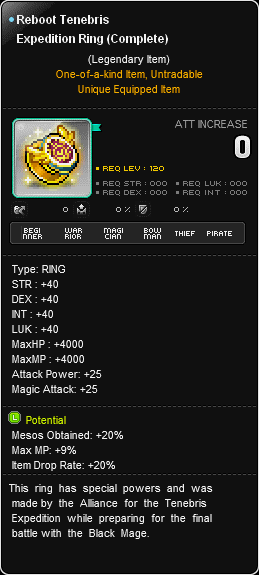 Reboot Tenebris
Expedition Ring (Complete)
(Legendary Item)
One-of-a-kind Item, Untradable
Unique Equipped Item
ATT INCREASE
0
REQ LEV : 120
REQ STR : 000 REQ LUK : 000
REQ DEX : 000 REQ INT : 000
0 0 % 0 %
BEGINNER WARRIOR MAGICIAN BOWMAN THIEF PIRATE
Type: RING
STR : +40
DEX : +40
INT : +40
LUK : +40
MaxHP : +4000
MaxMP : +4000
Attack Power: +25
Magic Attack: +25
L Potential
Mesos Obtained: +20%
Max MP: +9%
Item Drop Rate: +20%
This ring has special powers and was
made by the Alliance for the Tenebris
Expedition while preparing for the final
battle with the Black Mage.